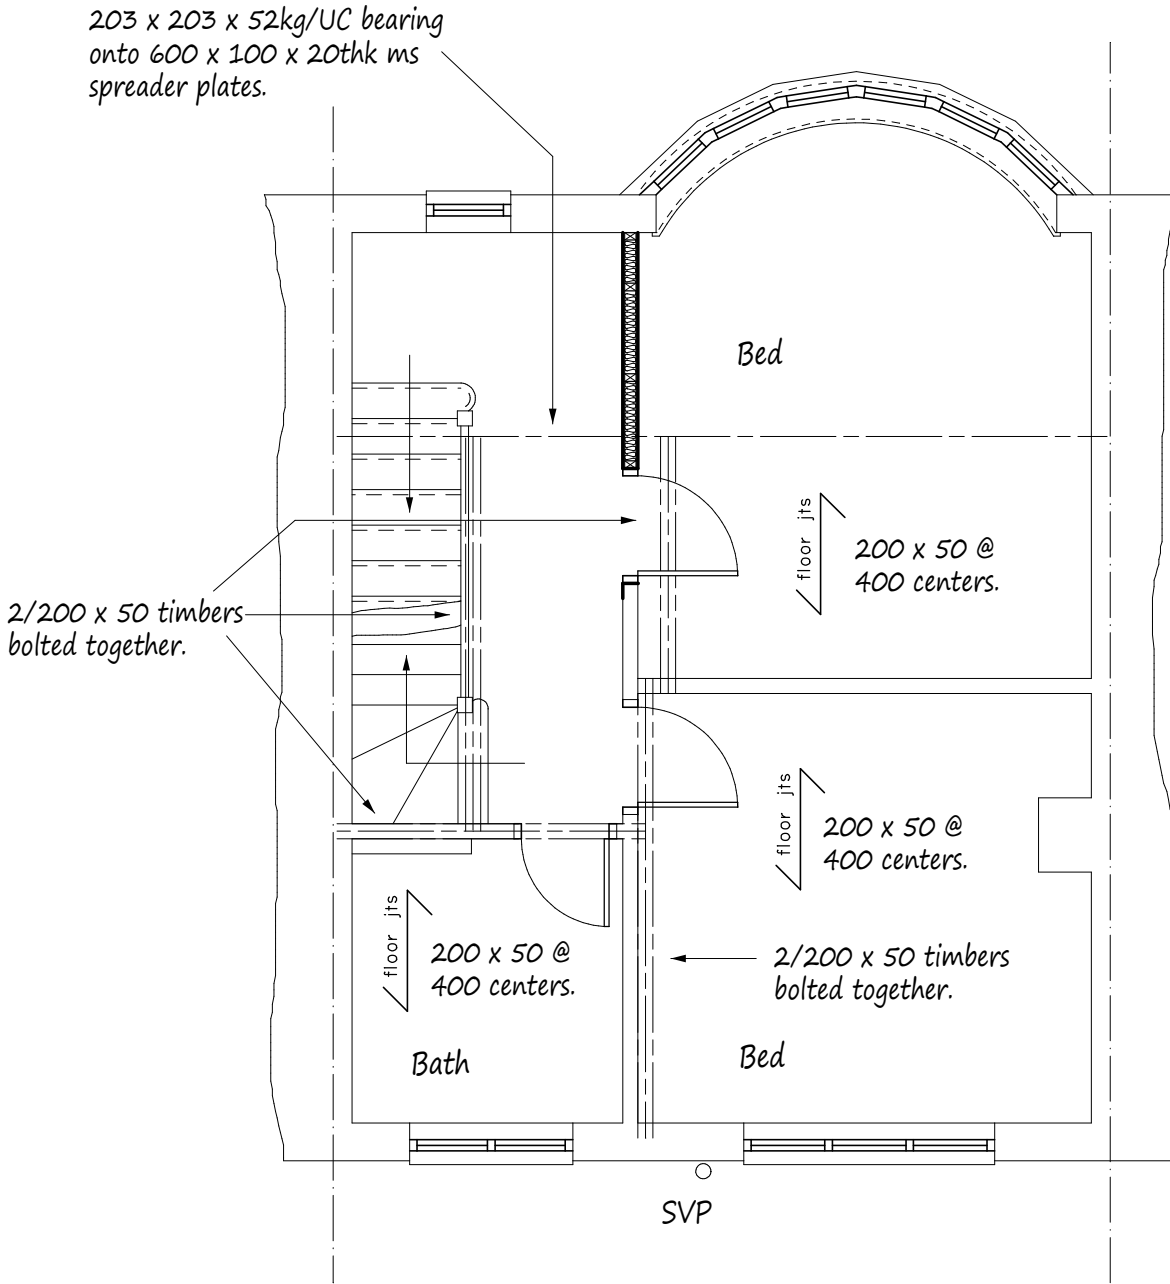 203 x 203 x 52kg/UC bearing
onto 600 x 100 x 20thk ms
spreader plates.
Bed
floor jts
200 x 50 @
400 centers.
2/200 x 50 timbers
bolted together.
floor jts
200 x 50 @
400 centers.
floor jts
200 x 50 @
400 centers.
2/200 x 50 timbers
bolted together.
Bath
Bed
SVP